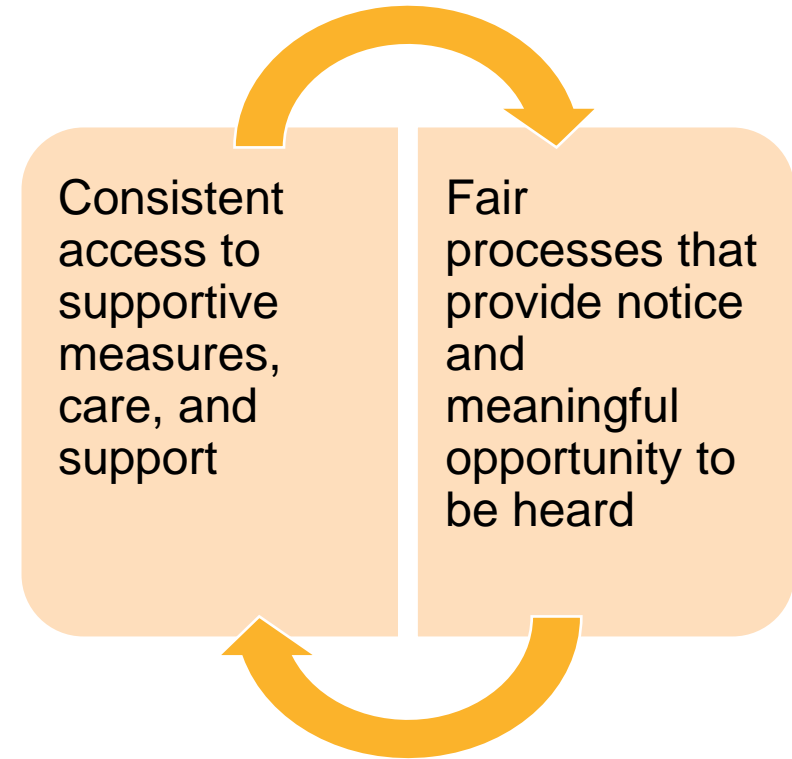 Consistent
access to
supportive
measures,
care, and
support
Fair
processes that
provide notice
and
meaningful
opportunity to
be heard